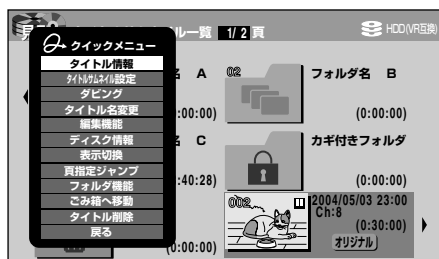 ル一覧 1/ 2 頁
HDD(VR互換)
クイックメニュー
タイトル情報
タイトルサムネイル設定
ダビング
タイトル名変更
編集機能
ディスク情報
表示切換
頁指定ジャンプ
フォルダ機能
ごみ箱へ移動
タイトル削除
戻る
A
:00:00)
02
フォルダ名 B
(0:00:00)
C
:40:28)
カギ付きフォルダ
(0:00:00)
(0:00:00)
002
2004/05/03 23:00
Ch:8
(0:30:00)
オリジナル